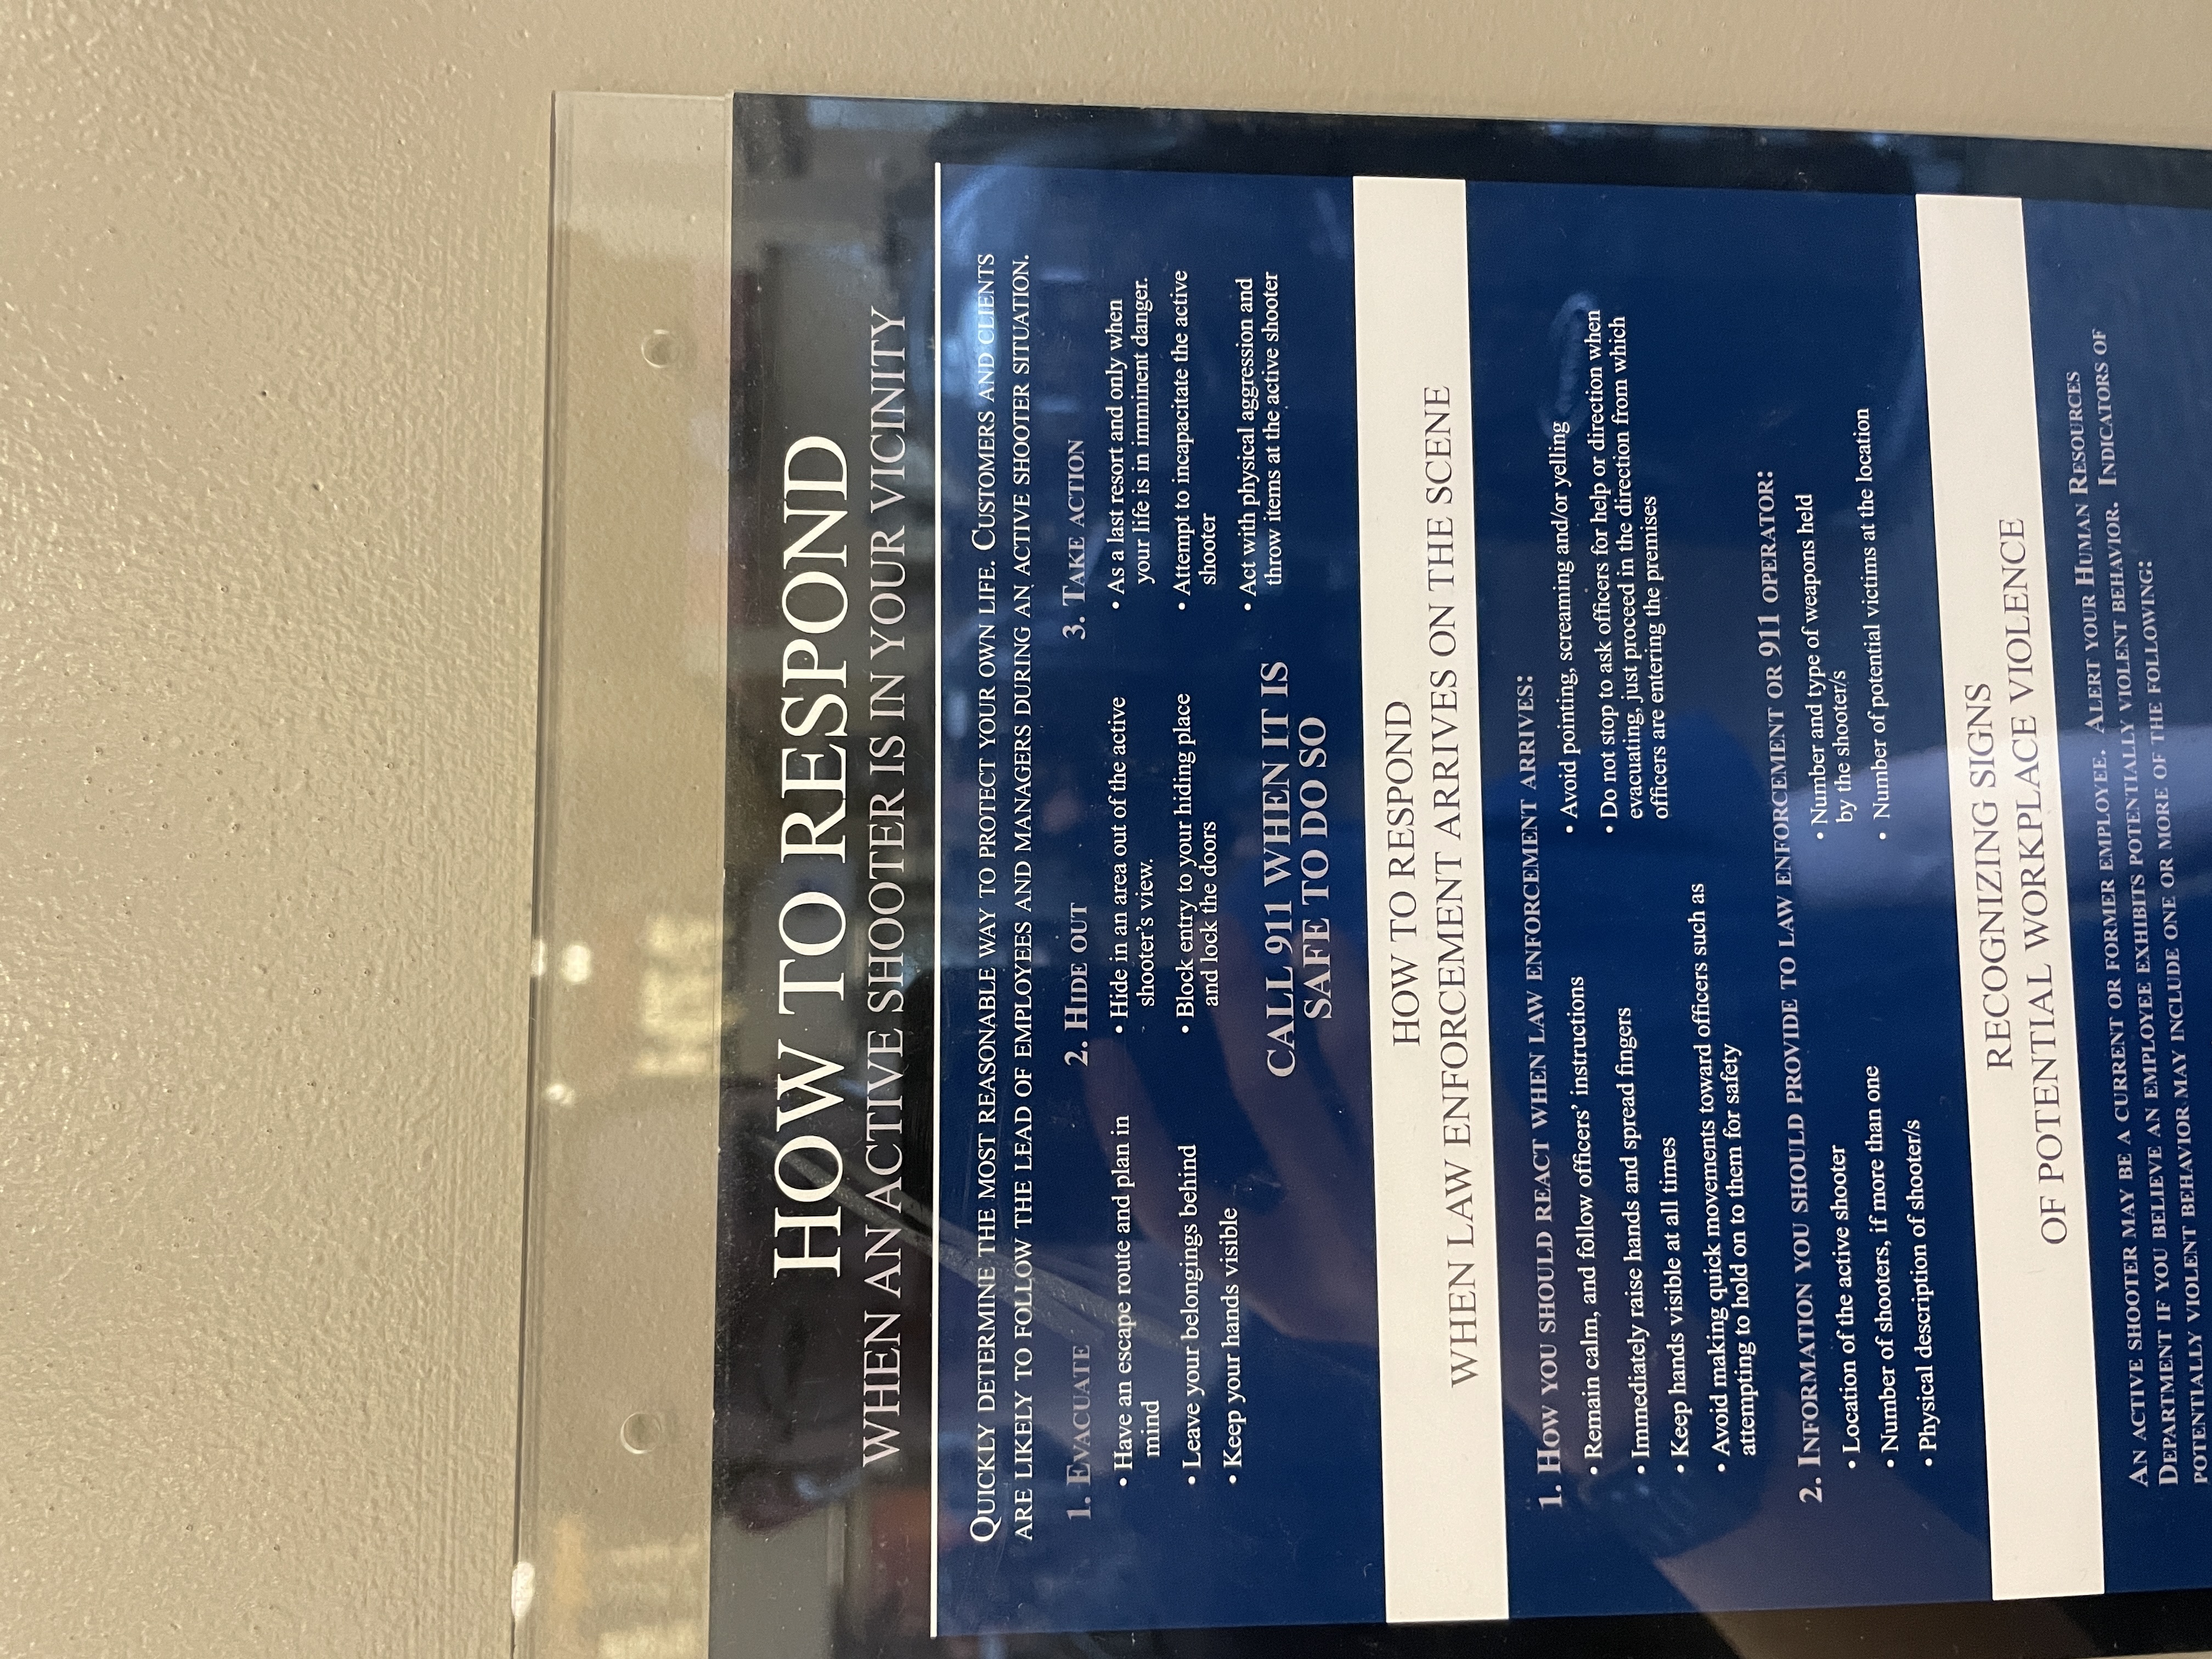 HOW TO RESPOND
WHEN AN ACTIVE SHOOTER IS IN YOUR VICINITY
QUICKLY DETERMINE THE MOST REASONABLE WAY TO PROTECT YOUR OWN LIFE. CUSTOMERS AND CLIENTS
ARE LIKELY TO FOLLOW THE LEAD OF EMPLOYEES AND MANAGERS DURING AN ACTIVE SHOOTER SITUATION.
1. EVACUATE
• Have an escape route and plan in
mind
• Leave your belongings behind
• Keep your hands visible
2. HIDE OUT
• Hide in an area out of the active
shooter's view.
• Block entry to your hiding place
and lock the doors
3. TAKE ACTION
• As a last resort and only when
your life is in imminent danger.
• Attempt to incapacitate the active
shooter
• Act with physical aggression and
throw items at the active shooter
CALL 911 WHEN IT IS
SAFE TO DO SO
HOW TO RESPOND
WHEN LAW ENFORCEMENT ARRIVES ON THE SCENE
1. HOW YOU SHOULD REACT WHEN LAW ENFORCEMENT ARRIVES:
• Remain calm, and follow officers' instructions
• Immediately raise hands and spread fingers
• Keep hands visible at all times
• Avoid making quick movements toward officers such as
attempting to hold on to them for safety
• Avoid pointing, screaming and/or yelling
• Do not stop to ask officers for help or direction when
evacuating, just proceed in the direction from which
officers are entering the premises
2. INFORMATION YOU SHOULD PROVIDE TO LAW ENFORCEMENT OR 911 OPERATOR:
• Location of the active shooter
• Number of shooters, if more than one
• Physical description of shooter/s
• Number and type of weapons held
by the shooter/s
• Number of potential victims at the location
RECOGNIZING SIGNS
OF POTENTIAL WORKPLACE VIOLENCE
AN ACTIVE SHOOTER MAY BE A CURRENT OR FORMER EMPLOYEE. ALERT YOUR HUMAN RESOURCES
DEPARTMENT IF YOU BELIEVE AN EMPLOYEE EXHIBITS POTENTIALLY VIOLENT BEHAVIOR. INDICATORS OF
POTENTIALLY VIOLENT BEHAVIOR MAY INCLUDE ONE OR MORE OF THE FOLLOWING: